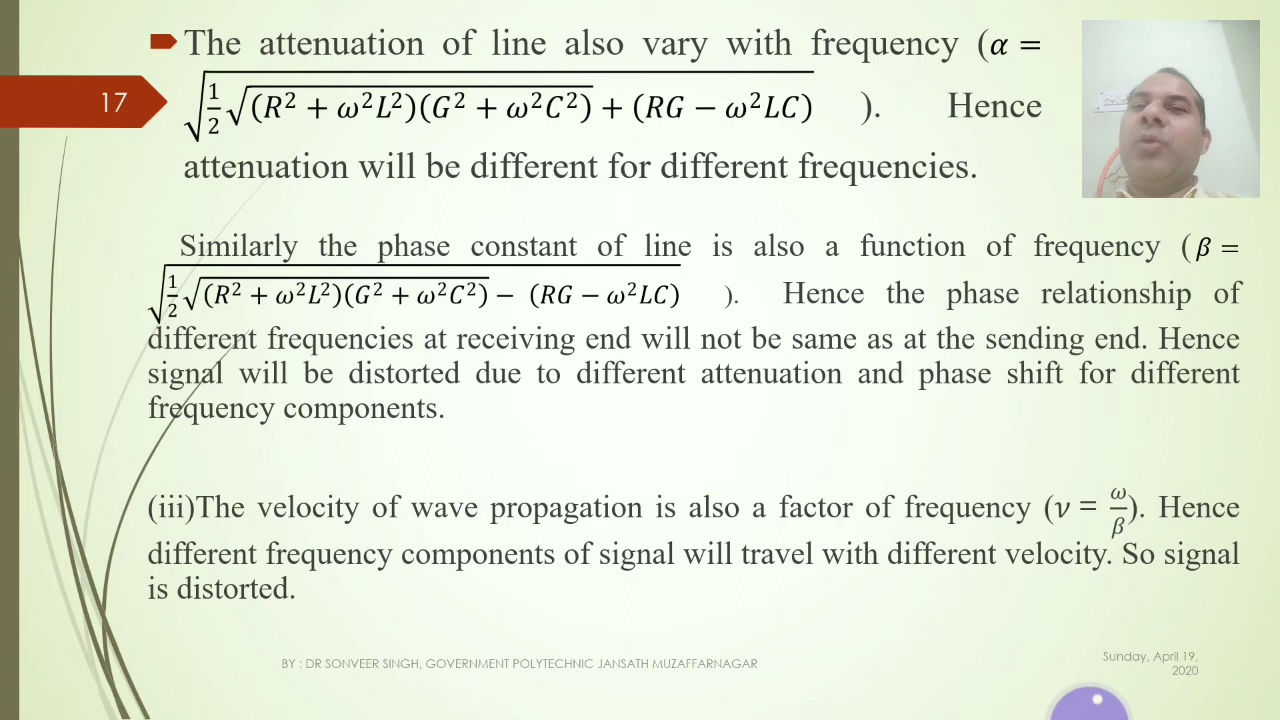 The attenuation of line also vary with frequency (α =
17
√(1/2 √((R² + ω²L²)(G² + ω²C²)) + (RG − ω²LC)) ). Hence
attenuation will be different for different frequencies.
Similarly the phase constant of line is also a function of frequency (β =
√(1/2 √((R² + ω²L²)(G² + ω²C²)) − (RG − ω²LC)) ). Hence the phase relationship of
different frequencies at receiving end will not be same as at the sending end. Hence
signal will be distorted due to different attenuation and phase shift for different
frequency components.
(iii)The velocity of wave propagation is also a factor of frequency (ν = ω/β). Hence
different frequency components of signal will travel with different velocity. So signal
is distorted.
BY : DR SONVEER SINGH, GOVERNMENT POLYTECHNIC JANSATH MUZAFFARNAGAR
Sunday, April 19,
2020